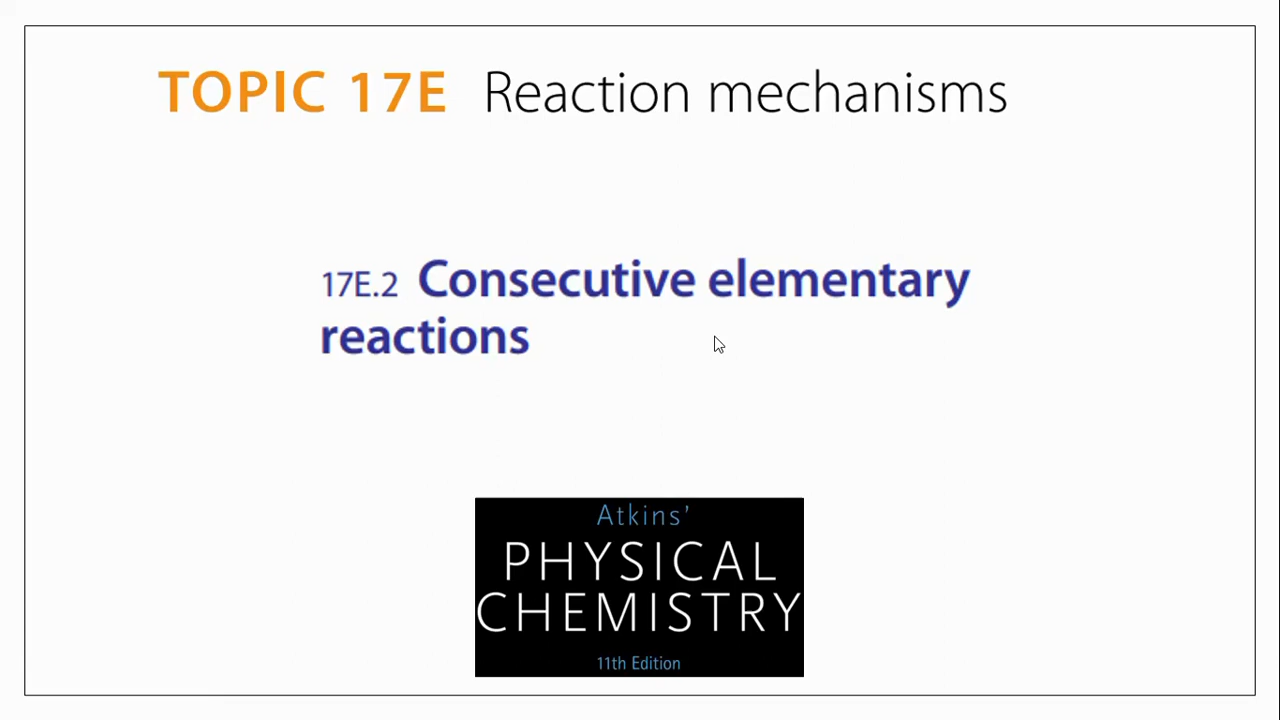 TOPIC 17E Reaction mechanisms
17E.2 Consecutive elementary
reactions
Atkins’
PHYSICAL
CHEMISTRY
11th Edition